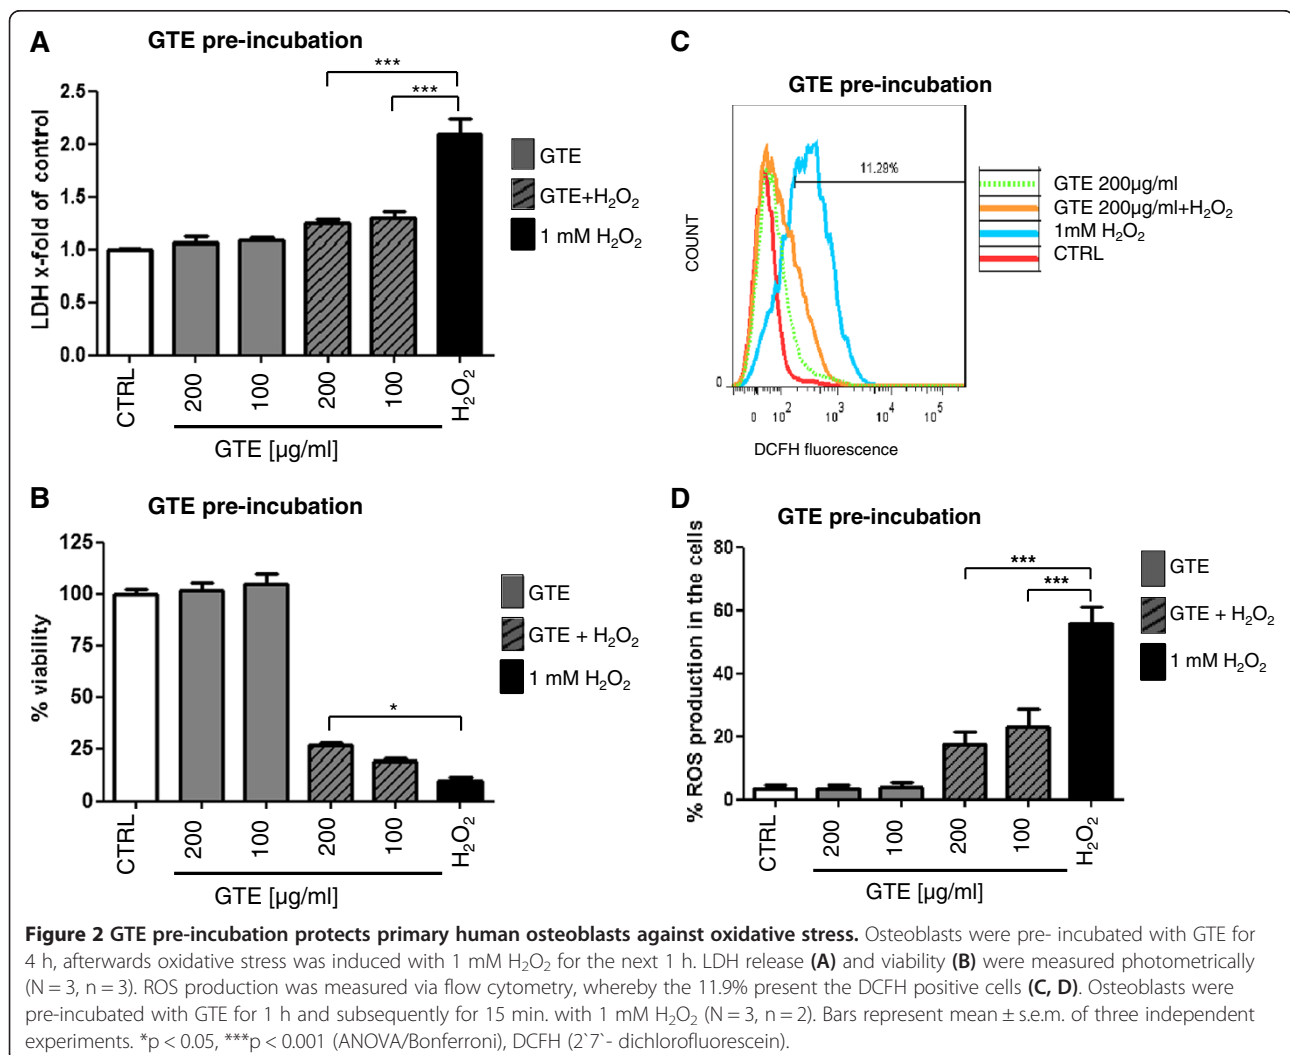 A
GTE pre-incubation
***
***
2.5
2.0
1.5
1.0
0.5
0.0
LDH x-fold of control
CTRL
200
100
200
100
H₂O₂
GTE [µg/ml]
GTE
GTE+H₂O₂
1 mM H₂O₂
C
GTE pre-incubation
11.29%
COUNT
0
0
10²
10³
10⁴
10⁵
DCFH fluorescence
GTE 200µg/ml
GTE 200µg/ml+H₂O₂
1mM H₂O₂
CTRL
B
GTE pre-incubation
125
100
75
50
25
0
% viability
*
CTRL
200
100
200
100
H₂O₂
GTE [µg/ml]
GTE
GTE + H₂O₂
1 mM H₂O₂
D
GTE pre-incubation
80
60
40
20
0
% ROS production in the cells
***
***
CTRL
200
100
200
100
H₂O₂
GTE [µg/ml]
GTE
GTE + H₂O₂
1 mM H₂O₂
Figure 2 GTE pre-incubation protects primary human osteoblasts against oxidative stress. Osteoblasts were pre- incubated with GTE for
4 h, afterwards oxidative stress was induced with 1 mM H₂O₂ for the next 1 h. LDH release (A) and viability (B) were measured photometrically
(N = 3, n = 3). ROS production was measured via flow cytometry, whereby the 11.9% present the DCFH positive cells (C, D). Osteoblasts were
pre-incubated with GTE for 1 h and subsequently for 15 min. with 1 mM H₂O₂ (N = 3, n = 2). Bars represent mean ± s.e.m. of three independent
experiments. *p < 0.05, ***p < 0.001 (ANOVA/Bonferroni), DCFH (2`7`- dichlorofluorescein).